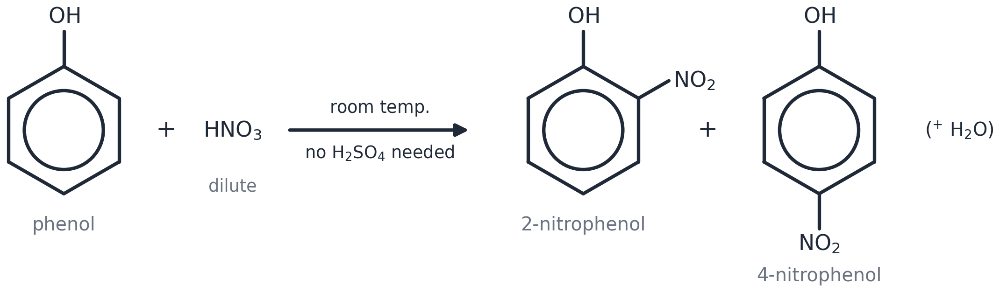 OH
OH
OH
NO₂
room temp.
+ HNO₃
+
(⁺ H₂O)
no H₂SO₄ needed
dilute
phenol
2-nitrophenol
NO₂
4-nitrophenol